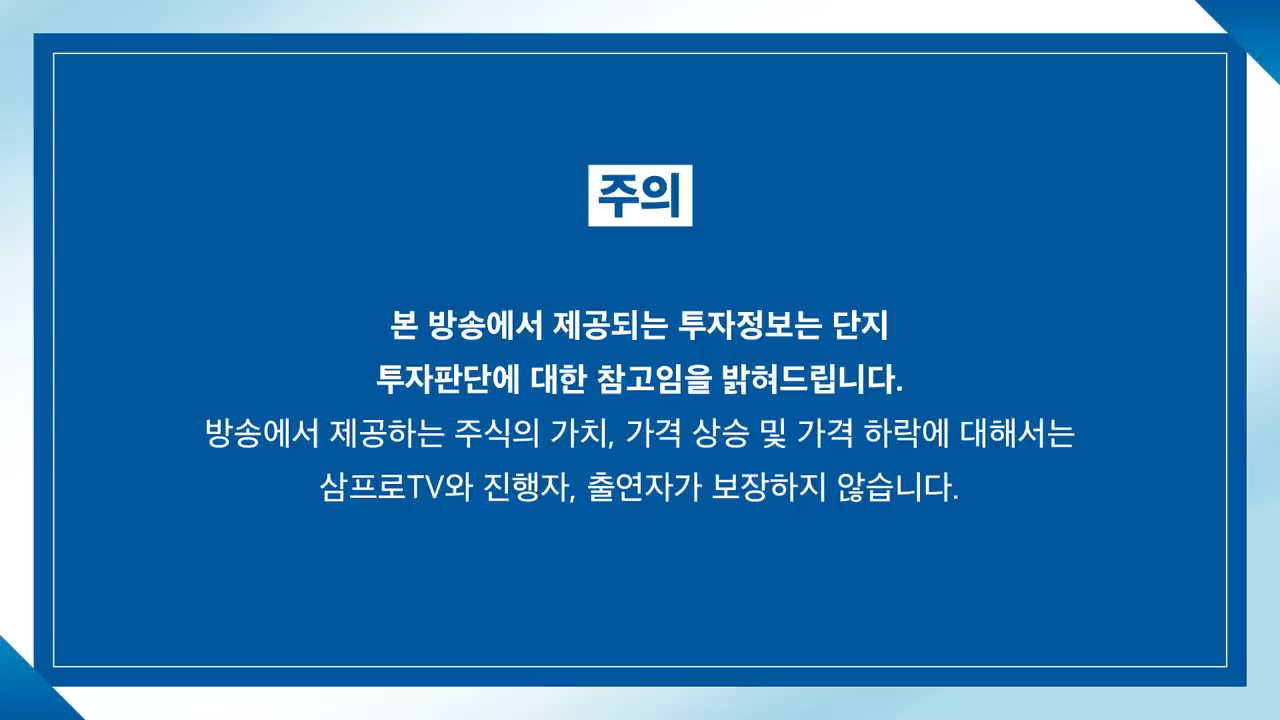 주의
본 방송에서 제공되는 투자정보는 단지
투자판단에 대한 참고임을 밝혀드립니다.
방송에서 제공하는 주식의 가치, 가격 상승 및 가격 하락에 대해서는
삼프로TV와 진행자, 출연자가 보장하지 않습니다.